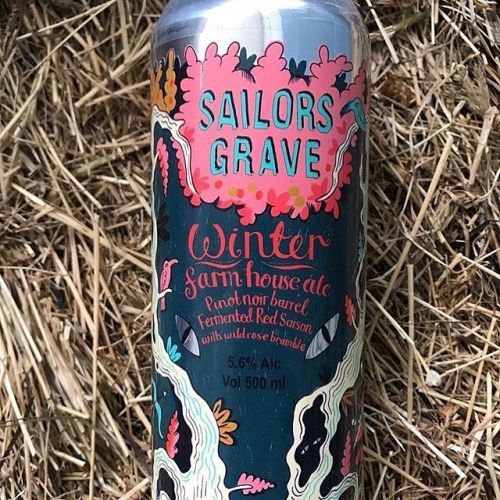 SAILORS
GRAVE
Winter
farm house ale
Pinot noir barrel
Fermented Red Saison
with wild rose bramble
5.6% Alc
Vol 500 ml